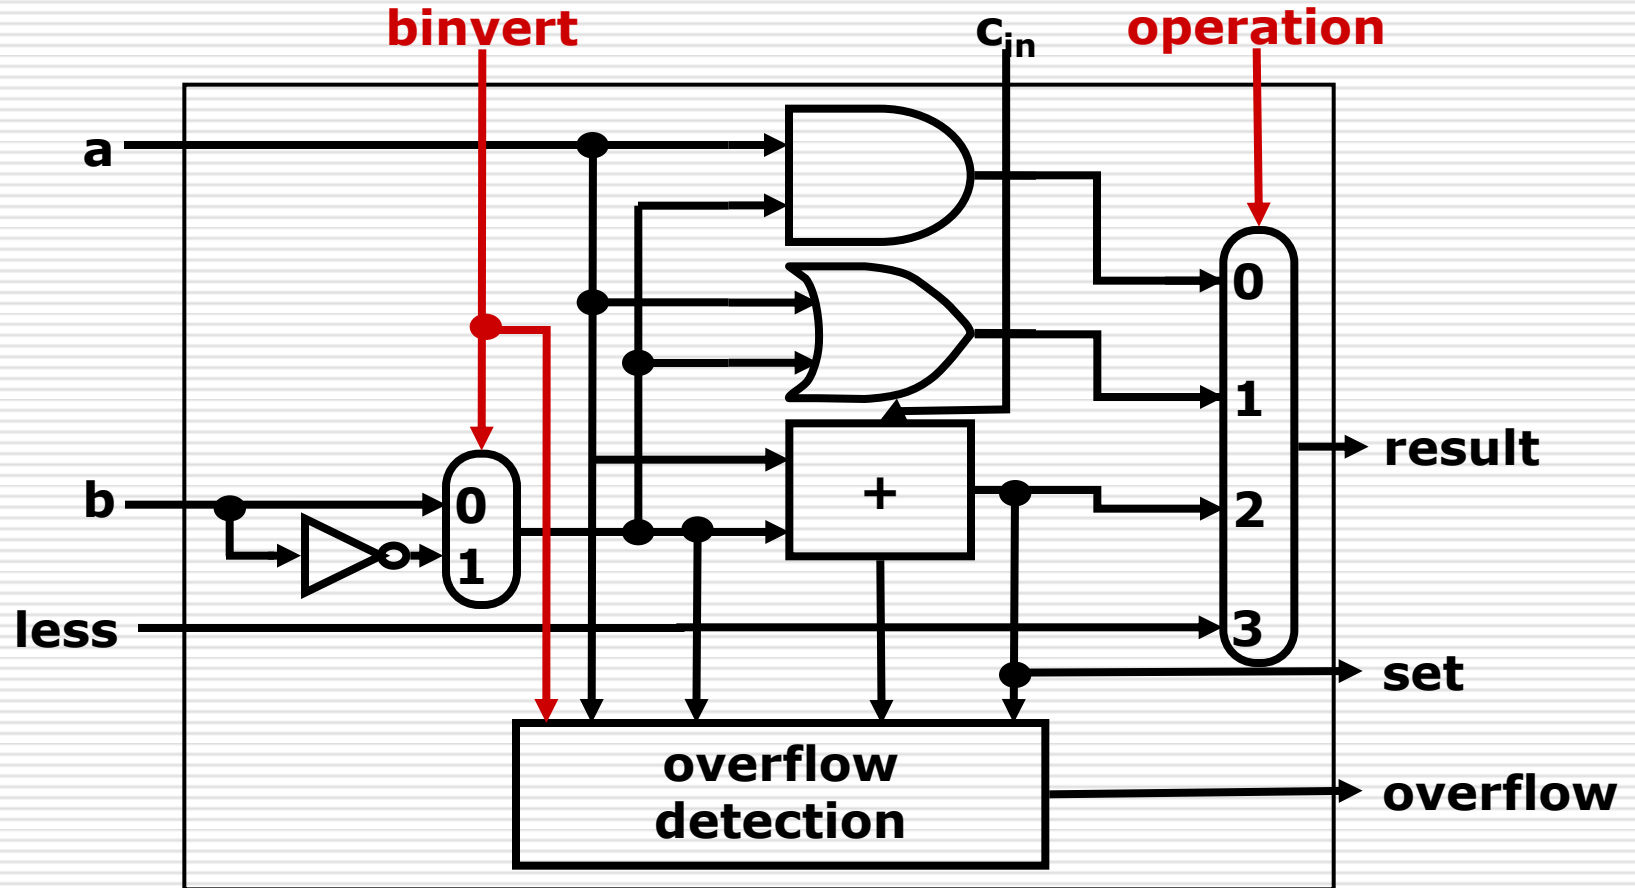 binvert
cin
operation
a
0
1
+
2
result
b
0
1
less
3
set
overflow
detection
overflow